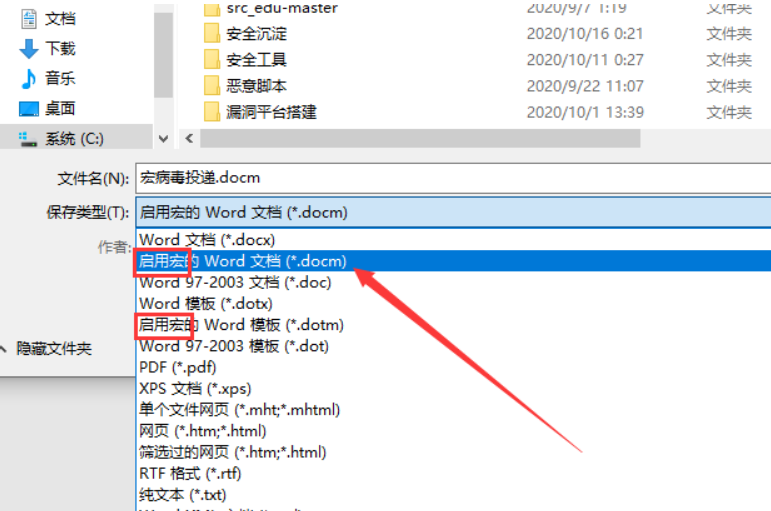 文档
下载
音乐
桌面
系统 (C:)
src_edu-master 2020/9/7 1:19 文件夹
安全沉淀 2020/10/16 0:21 文件夹
安全工具 2020/10/11 0:27 文件夹
恶意脚本 2020/9/22 11:07 文件夹
漏洞平台搭建 2020/10/1 13:39 文件夹
文件名(N): 宏病毒投递.docm
保存类型(T): 启用宏的 Word 文档 (*.docm)
作者:
Word 文档 (*.docx)
启用宏的 Word 文档 (*.docm)
Word 97-2003 文档 (*.doc)
Word 模板 (*.dotx)
启用宏的 Word 模板 (*.dotm)
Word 97-2003 模板 (*.dot)
隐藏文件夹
PDF (*.pdf)
XPS 文档 (*.xps)
单个文件网页 (*.mht;*.mhtml)
网页 (*.htm;*.html)
筛选过的网页 (*.htm;*.html)
RTF 格式 (*.rtf)
纯文本 (*.txt)